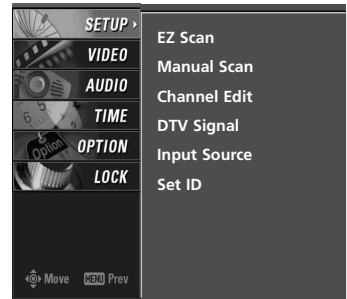 SETUP
VIDEO
AUDIO
TIME
OPTION
LOCK
Move MENU Prev
EZ Scan
Manual Scan
Channel Edit
DTV Signal
Input Source
Set ID